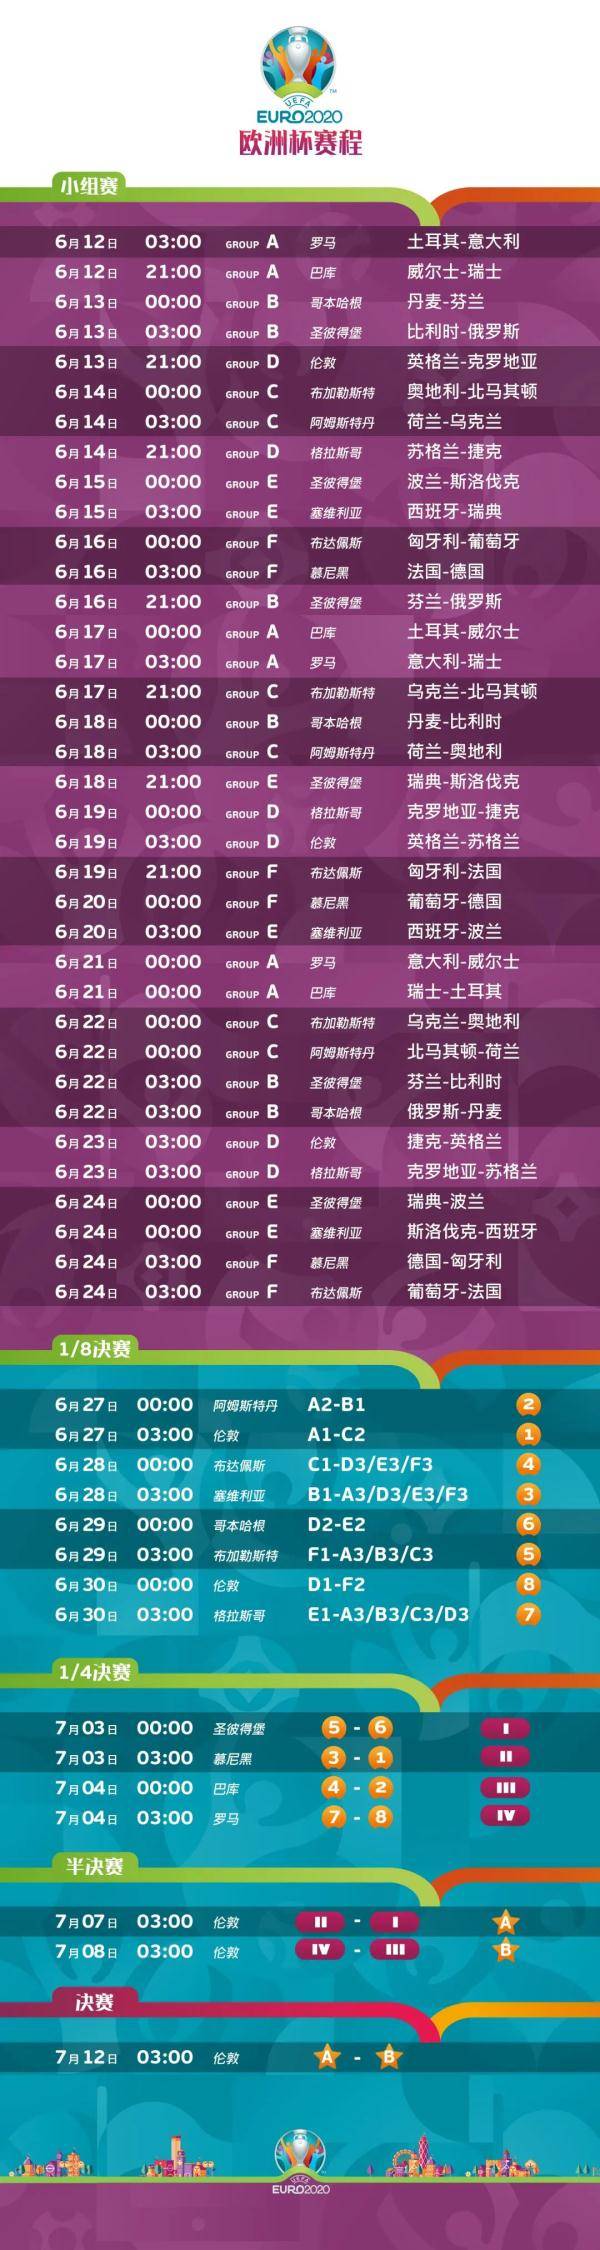 UEFA
EURO2020
欧洲杯赛程
小组赛
6月12日 03:00 GROUP A 罗马 土耳其-意大利
6月12日 21:00 GROUP A 巴库 威尔士-瑞士
6月13日 00:00 GROUP B 哥本哈根 丹麦-芬兰
6月13日 03:00 GROUP B 圣彼得堡 比利时-俄罗斯
6月13日 21:00 GROUP D 伦敦 英格兰-克罗地亚
6月14日 00:00 GROUP C 布加勒斯特 奥地利-北马其顿
6月14日 03:00 GROUP C 阿姆斯特丹 荷兰-乌克兰
6月14日 21:00 GROUP D 格拉斯哥 苏格兰-捷克
6月15日 00:00 GROUP E 圣彼得堡 波兰-斯洛伐克
6月15日 03:00 GROUP E 塞维利亚 西班牙-瑞典
6月16日 00:00 GROUP F 布达佩斯 匈牙利-葡萄牙
6月16日 03:00 GROUP F 慕尼黑 法国-德国
6月16日 21:00 GROUP B 圣彼得堡 芬兰-俄罗斯
6月17日 00:00 GROUP A 巴库 土耳其-威尔士
6月17日 03:00 GROUP A 罗马 意大利-瑞士
6月17日 21:00 GROUP C 布加勒斯特 乌克兰-北马其顿
6月18日 00:00 GROUP B 哥本哈根 丹麦-比利时
6月18日 03:00 GROUP C 阿姆斯特丹 荷兰-奥地利
6月18日 21:00 GROUP E 圣彼得堡 瑞典-斯洛伐克
6月19日 00:00 GROUP D 格拉斯哥 克罗地亚-捷克
6月19日 03:00 GROUP D 伦敦 英格兰-苏格兰
6月19日 21:00 GROUP F 布达佩斯 匈牙利-法国
6月20日 00:00 GROUP F 慕尼黑 葡萄牙-德国
6月20日 03:00 GROUP E 塞维利亚 西班牙-波兰
6月21日 00:00 GROUP A 罗马 意大利-威尔士
6月21日 00:00 GROUP A 巴库 瑞士-土耳其
6月22日 00:00 GROUP C 布加勒斯特 乌克兰-奥地利
6月22日 00:00 GROUP C 阿姆斯特丹 北马其顿-荷兰
6月22日 03:00 GROUP B 圣彼得堡 芬兰-比利时
6月22日 03:00 GROUP B 哥本哈根 俄罗斯-丹麦
6月23日 03:00 GROUP D 伦敦 捷克-英格兰
6月23日 03:00 GROUP D 格拉斯哥 克罗地亚-苏格兰
6月24日 00:00 GROUP E 圣彼得堡 瑞典-波兰
6月24日 00:00 GROUP E 塞维利亚 斯洛伐克-西班牙
6月24日 03:00 GROUP F 慕尼黑 德国-匈牙利
6月24日 03:00 GROUP F 布达佩斯 葡萄牙-法国
1/8决赛
6月27日 00:00 阿姆斯特丹 A2-B1 2
6月27日 03:00 伦敦 A1-C2 1
6月28日 00:00 布达佩斯 C1-D3/E3/F3 4
6月28日 03:00 塞维利亚 B1-A3/D3/E3/F3 3
6月29日 00:00 哥本哈根 D2-E2 6
6月29日 03:00 布加勒斯特 F1-A3/B3/C3 5
6月30日 00:00 伦敦 D1-F2 8
6月30日 03:00 格拉斯哥 E1-A3/B3/C3/D3 7
1/4决赛
7月03日 00:00 圣彼得堡 5 - 6 I
7月03日 03:00 慕尼黑 3 - 1 II
7月04日 00:00 巴库 4 - 2 III
7月04日 03:00 罗马 7 - 8 IV
半决赛
7月07日 03:00 伦敦 II - I A
7月08日 03:00 伦敦 IV - III B
决赛
7月12日 03:00 伦敦 A - B
UEFA
EURO2020